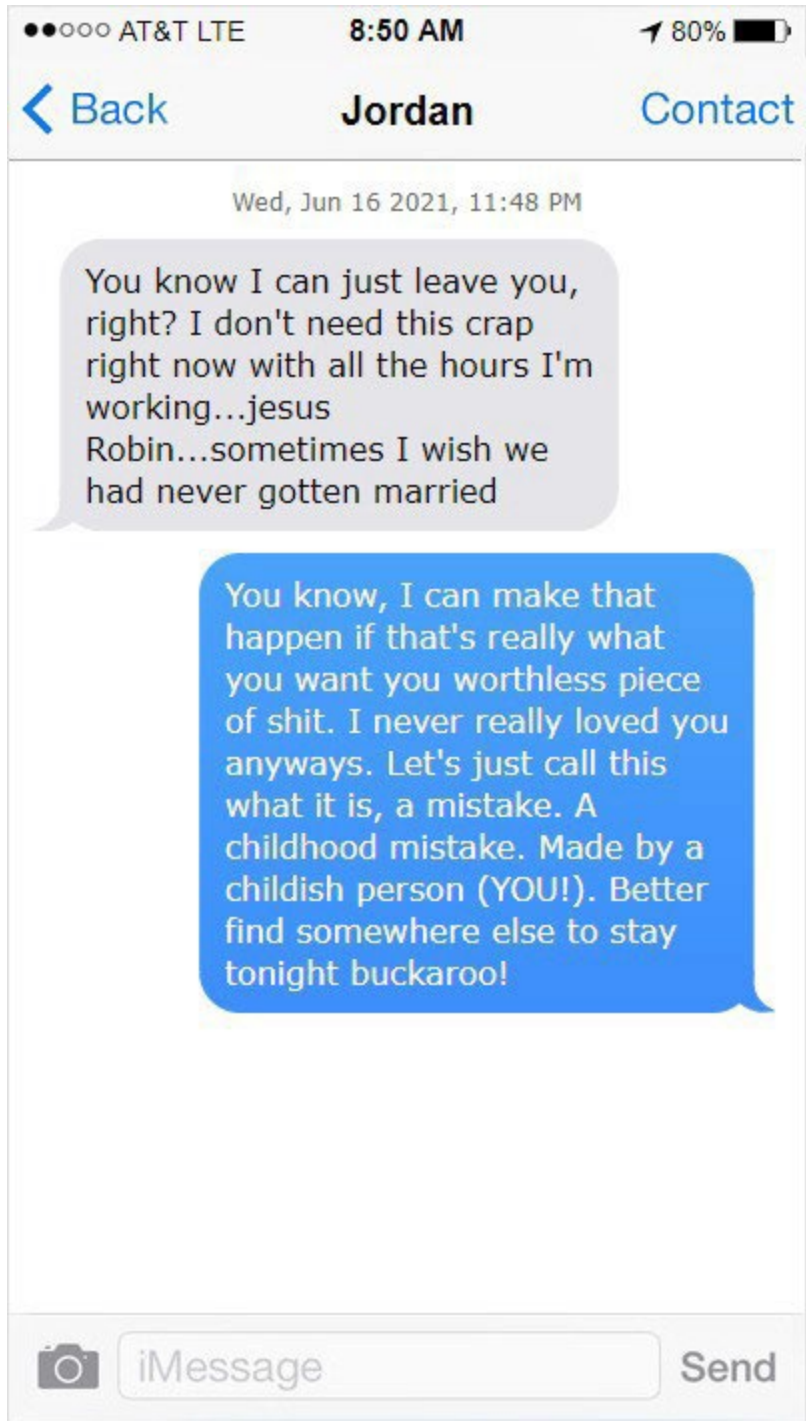 AT&T LTE 8:50 AM 80%
Back Jordan Contact
Wed, Jun 16 2021, 11:48 PM
You know I can just leave you,
right? I don't need this crap
right now with all the hours I'm
working...jesus
Robin...sometimes I wish we
had never gotten married
You know, I can make that
happen if that's really what
you want you worthless piece
of shit. I never really loved you
anyways. Let's just call this
what it is, a mistake. A
childhood mistake. Made by a
childish person (YOU!). Better
find somewhere else to stay
tonight buckaroo!
iMessage Send